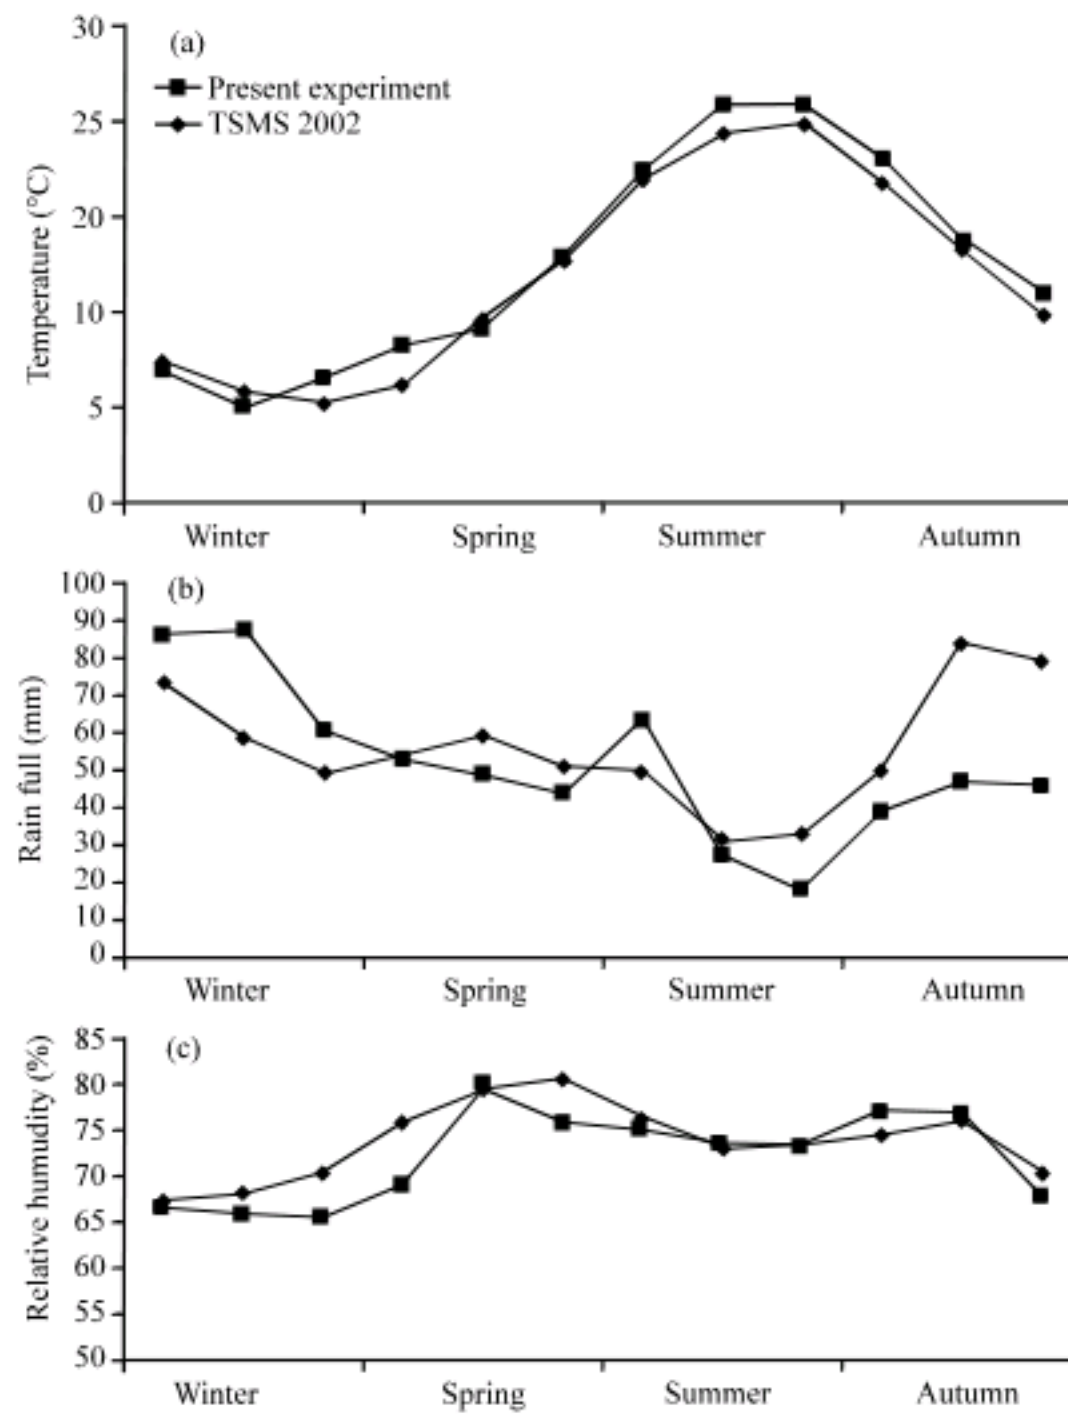 (a)
Present experiment
TSMS 2002
Temperature (°C)
30
25
20
10
5
0
Winter Spring Summer Autumn
(b)
Rain full (mm)
100
90
80
70
60
50
40
30
20
10
0
Winter Spring Summer Autumn
(c)
Relative humudity (%)
85
80
75
70
65
60
55
50
Winter Spring Summer Autumn